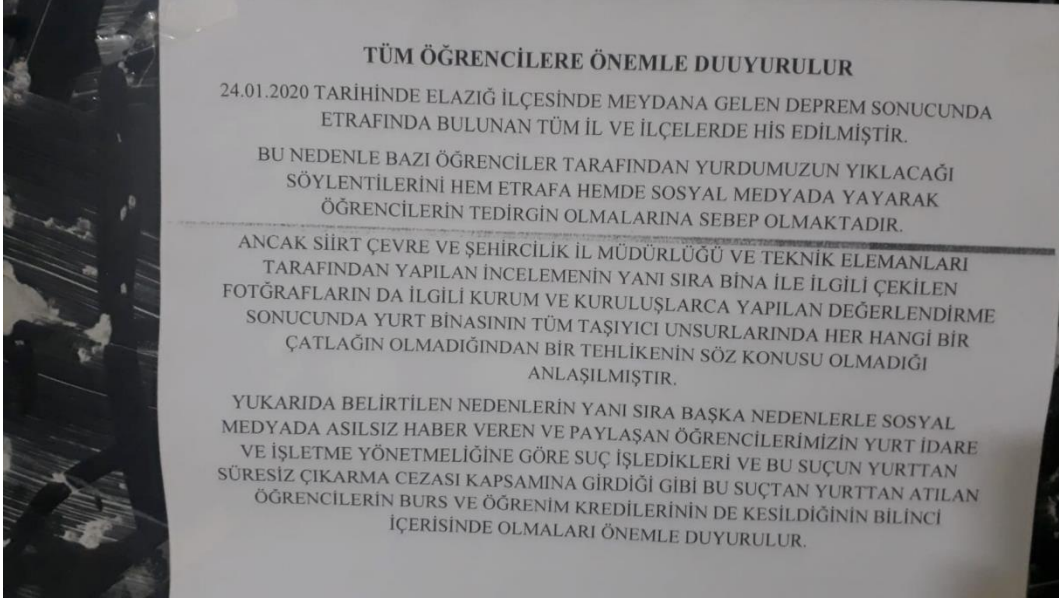 TÜM ÖĞRENCİLERE ÖNEMLE DUUYURULUR
24.01.2020 TARİHİNDE ELAZIĞ İLÇESİNDE MEYDANA GELEN DEPREM SONUCUNDA
ETRAFINDA BULUNAN TÜM İL VE İLÇELERDE HİS EDİLMİŞTİR.
BU NEDENLE BAZI ÖĞRENCİLER TARAFINDAN YURDUMUZUN YIKLACAĞI
SÖYLENTİLERİNİ HEM ETRAFA HEMDE SOSYAL MEDYADA YAYARAK
ÖĞRENCİLERİN TEDİRGİN OLMALARINA SEBEP OLMAKTADIR.
ANCAK SİİRT ÇEVRE VE ŞEHİRCİLİK İL MÜDÜRLÜĞÜ VE TEKNİK ELEMANLARI
TARAFINDAN YAPILAN İNCELEMENİN YANI SIRA BİNA İLE İLGİLİ ÇEKİLEN
FOTĞRAFLARIN DA İLGİLİ KURUM VE KURULUŞLARCA YAPILAN DEĞERLENDİRME
SONUCUNDA YURT BİNASININ TÜM TAŞIYICI UNSURLARINDA HER HANGİ BİR
ÇATLAĞIN OLMADIĞINDAN BİR TEHLİKENİN SÖZ KONUSU OLMADIĞI
ANLAŞILMIŞTIR.
YUKARIDA BELİRTİLEN NEDENLERİN YANI SIRA BAŞKA NEDENLERLE SOSYAL
MEDYADA ASILSIZ HABER VEREN VE PAYLAŞAN ÖĞRENCİLERİMİZİN YURT İDARE
VE İŞLETME YÖNETMELİĞİNE GÖRE SUÇ İŞLEDİKLERİ VE BU SUÇUN YURTTAN
SÜRESİZ ÇIKARMA CEZASI KAPSAMINA GİRDİĞİ GİBİ BU SUÇTAN YURTTAN ATILAN
ÖĞRENCİLERİN BURS VE ÖĞRENİM KREDİLERİNİN DE KESİLDİĞİNİN BİLİNCİ
İÇERİSİNDE OLMALARI ÖNEMLE DUYURULUR.